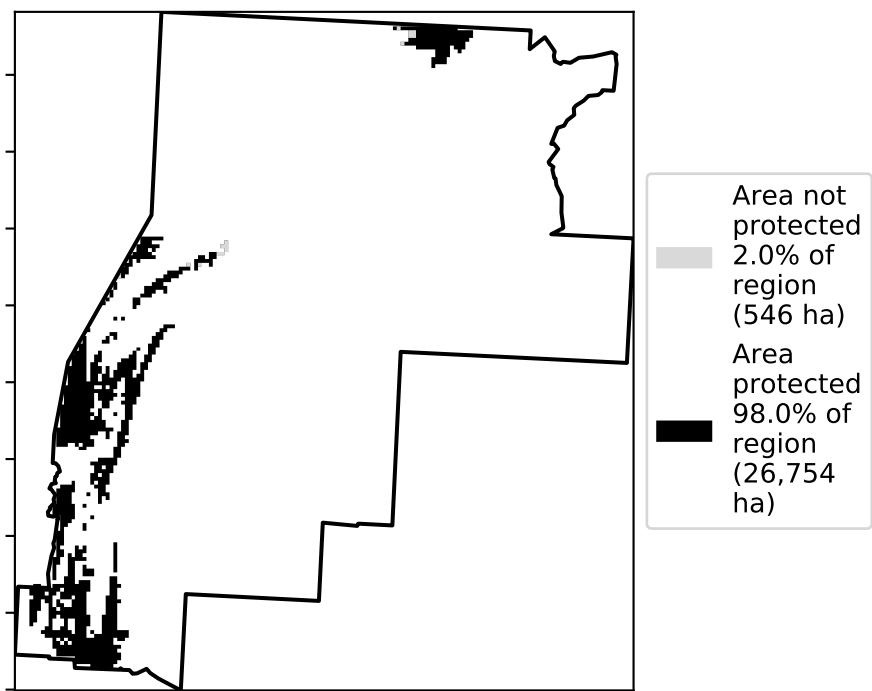 Area not
protected
2.0% of
region
(546 ha)
Area
protected
98.0% of
region
(26,754
ha)